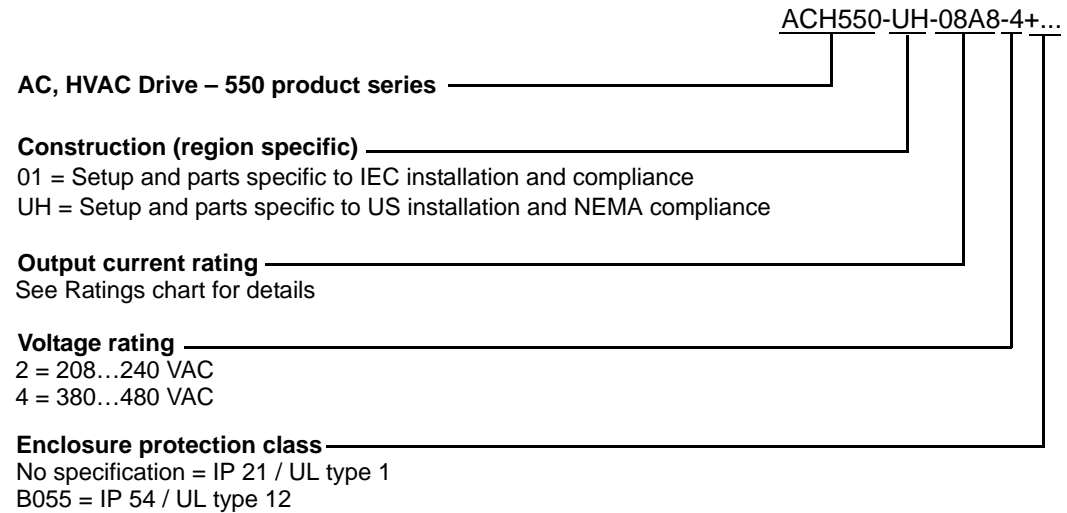 ACH550-UH-08A8-4+...
AC, HVAC Drive – 550 product series
Construction (region specific)
01 = Setup and parts specific to IEC installation and compliance
UH = Setup and parts specific to US installation and NEMA compliance
Output current rating
See Ratings chart for details
Voltage rating
2 = 208…240 VAC
4 = 380…480 VAC
Enclosure protection class
No specification = IP 21 / UL type 1
B055 = IP 54 / UL type 12